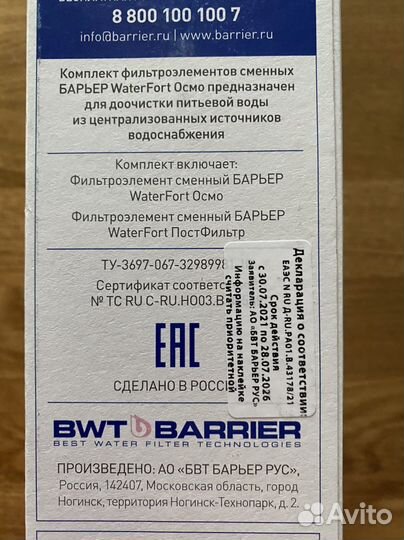 8 800 100 100 7
info@barrier.ru | www.barrier.ru
Комплект фильтроэлементов сменных
БАРЬЕР WaterFort Осмо предназначен
для доочистки питьевой воды
из централизованных источников
водоснабжения
Комплект включает:
Фильтроэлемент сменный БАРЬЕР
WaterFort Осмо
Фильтроэлемент сменный БАРЬЕР
WaterFort ПостФильтр
ТУ-3697-067-3298998
Сертификат соответс
№ ТС RU C-RU.НО03.В
EAC
СДЕЛАНО В РОССИ
Декларация о соответствии:
ЕАЭС N RU Д-RU.РА01.В.43178/21
Срок действия
с 30.07.2021 по 28.07.2026
Заявитель: АО «БВТ БАРЬЕР РУС»
Информацию на наклейке
считать приоритетной
BWT BARRIER
BEST WATER FILTER TECHNOLOGIES
ПРОИЗВЕДЕНО: АО «БВТ БАРЬЕР РУС»,
Россия, 142407, Московская область, город
Ногинск, территория Ногинск-Технопарк, д. 2.
Avito